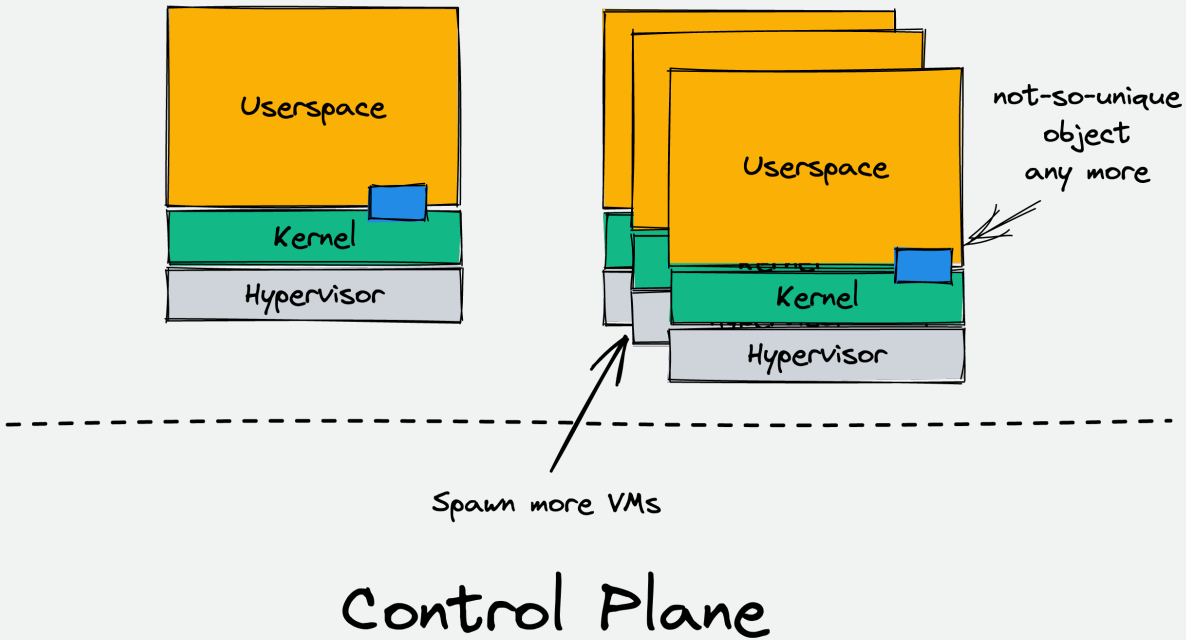 Userspace
Kernel
Hypervisor
Userspace
Kernel
Hypervisor
not-so-unique
object
any more
Spawn more VMs
Control Plane